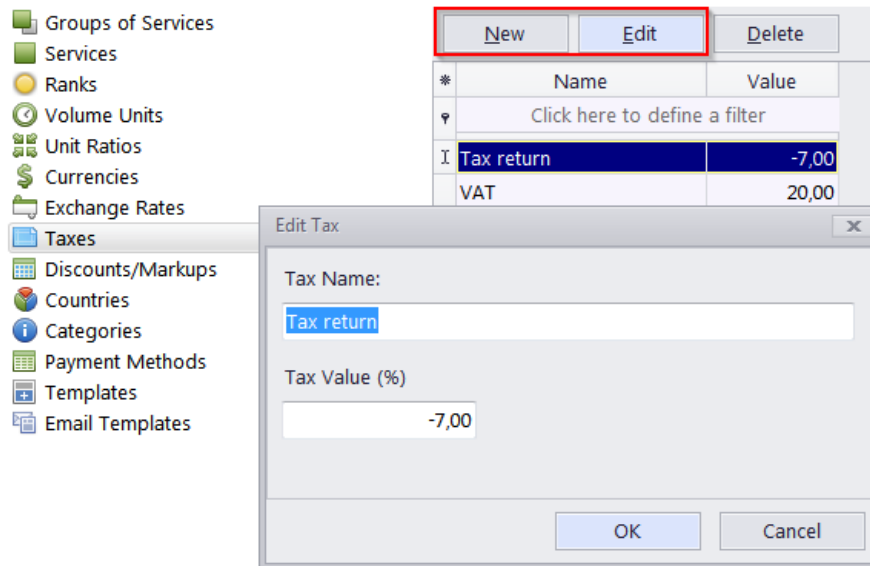 Groups of Services
Services
Ranks
Volume Units
Unit Ratios
Currencies
Exchange Rates
Taxes
Discounts/Markups
Countries
Categories
Payment Methods
Templates
Email Templates
New Edit Delete
Name Value
Click here to define a filter
Tax return -7,00
VAT 20,00
Edit Tax
Tax Name:
Tax return
Tax Value (%)
-7,00
OK Cancel